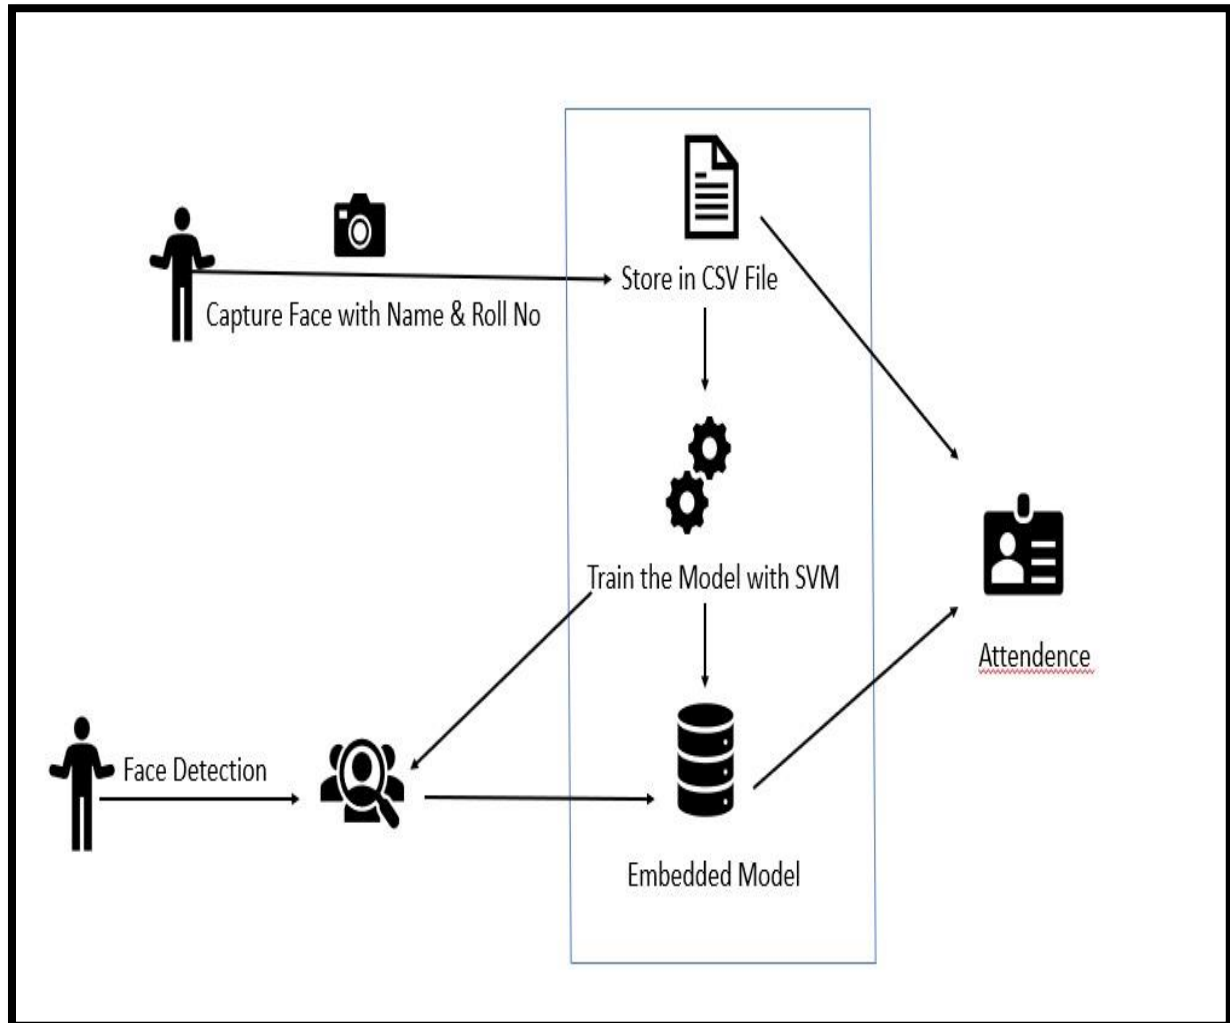 Store in CSV File
Capture Face with Name & Roll No
Train the Model with SVM
Attendence
Face Detection
Embedded Model